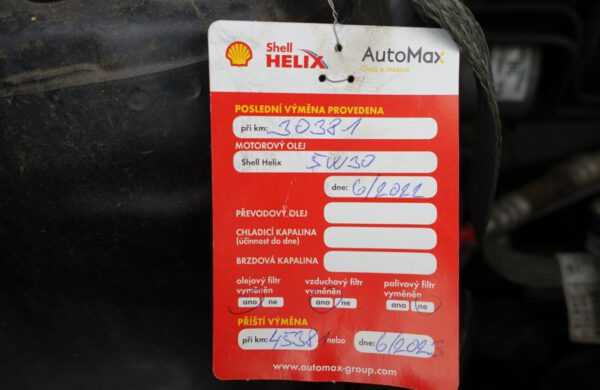 Shell
HELIX
AutoMax
Oleje a maziva
POSLEDNÍ VÝMĚNA PROVEDENA
při km: 30381
MOTOROVÝ OLEJ
Shell Helix 5W30
dne: 6/2022
PŘEVODOVÝ OLEJ
CHLADICÍ KAPALINA
(účinnost do dne)
BRZDOVÁ KAPALINA
olejový filtr vzduchový filtr palivový filtr
vyměněn vyměněn vyměněn
ano ne ano ne ano ne
PŘÍŠTÍ VÝMĚNA
při km: 45381 nebo dne: 6/2023
www.automax-group.com